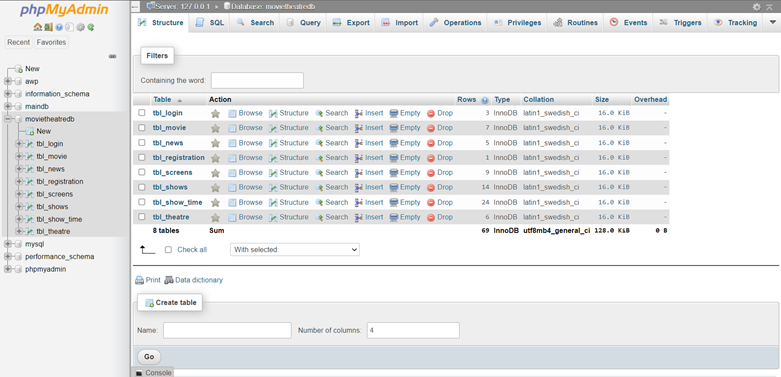 phpMyAdmin
Recent Favorites
New
awp
information_schema
maindb
movietheatredb
New
tbl_login
tbl_movie
tbl_news
tbl_registration
tbl_screens
tbl_shows
tbl_show_time
tbl_theatre
mysql
performance_schema
phpmyadmin
Server: 127.0.0.1 » Database: movietheatredb
Structure SQL Search Query Export Import Operations Privileges Routines Events Triggers Tracking
Filters
Containing the word:
Table Action Rows Type Collation Size Overhead
tbl_login Browse Structure Search Insert Empty Drop 3 InnoDB latin1_swedish_ci 16.0 KiB -
tbl_movie Browse Structure Search Insert Empty Drop 7 InnoDB latin1_swedish_ci 16.0 KiB -
tbl_news Browse Structure Search Insert Empty Drop 5 InnoDB latin1_swedish_ci 16.0 KiB -
tbl_registration Browse Structure Search Insert Empty Drop 1 InnoDB latin1_swedish_ci 16.0 KiB -
tbl_screens Browse Structure Search Insert Empty Drop 9 InnoDB latin1_swedish_ci 16.0 KiB -
tbl_shows Browse Structure Search Insert Empty Drop 14 InnoDB latin1_swedish_ci 16.0 KiB -
tbl_show_time Browse Structure Search Insert Empty Drop 24 InnoDB latin1_swedish_ci 16.0 KiB -
tbl_theatre Browse Structure Search Insert Empty Drop 6 InnoDB latin1_swedish_ci 16.0 KiB -
8 tables Sum 69 InnoDB utf8mb4_general_ci 128.0 KiB 0 B
Check all With selected:
Print Data dictionary
Create table
Name: Number of columns: 4
Go
Console